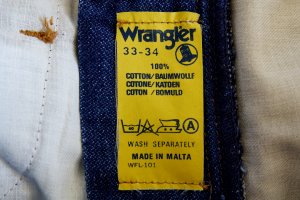 Wrangler
33-34
100%
COTTON/BAUMWOLLE
COTONE/KATOEN
COTON/BOMULD
A
WASH SEPARATELY
MADE IN MALTA
WFL-101